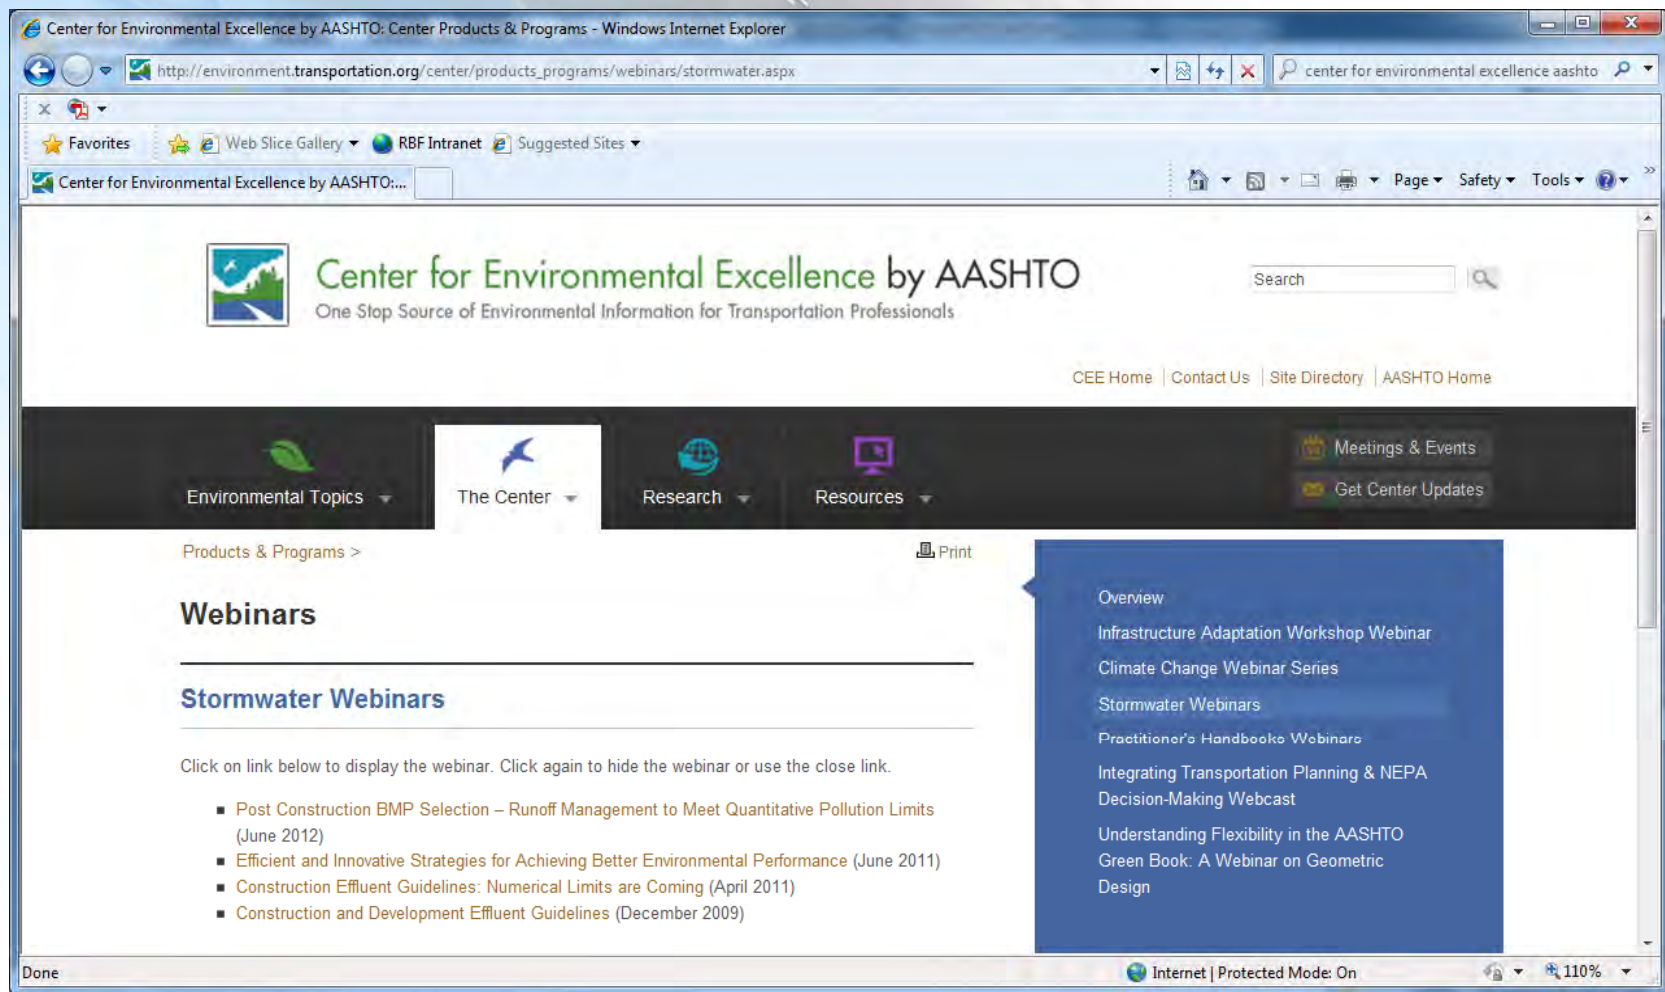 Center for Environmental Excellence by AASHTO: Center Products & Programs - Windows Internet Explorer
http://environment.transportation.org/center/products_programs/webinars/stormwater.aspx
center for environmental excellence aashto
Favorites
Web Slice Gallery
RBF Intranet
Suggested Sites
Center for Environmental Excellence by AASHTO:...
Page
Safety
Tools
Center for Environmental Excellence by AASHTO
One Stop Source of Environmental Information for Transportation Professionals
Search
CEE Home | Contact Us | Site Directory | AASHTO Home
Environmental Topics
The Center
Research
Resources
Meetings & Events
Get Center Updates
Products & Programs >
Print
Webinars
Stormwater Webinars
Click on link below to display the webinar. Click again to hide the webinar or use the close link.
Post Construction BMP Selection – Runoff Management to Meet Quantitative Pollution Limits
(June 2012)
Efficient and Innovative Strategies for Achieving Better Environmental Performance (June 2011)
Construction Effluent Guidelines: Numerical Limits are Coming (April 2011)
Construction and Development Effluent Guidelines (December 2009)
Overview
Infrastructure Adaptation Workshop Webinar
Climate Change Webinar Series
Stormwater Webinars
Practitioner's Handbooks Webinars
Integrating Transportation Planning & NEPA
Decision-Making Webcast
Understanding Flexibility in the AASHTO
Green Book: A Webinar on Geometric
Design
Done
Internet | Protected Mode: On
110%